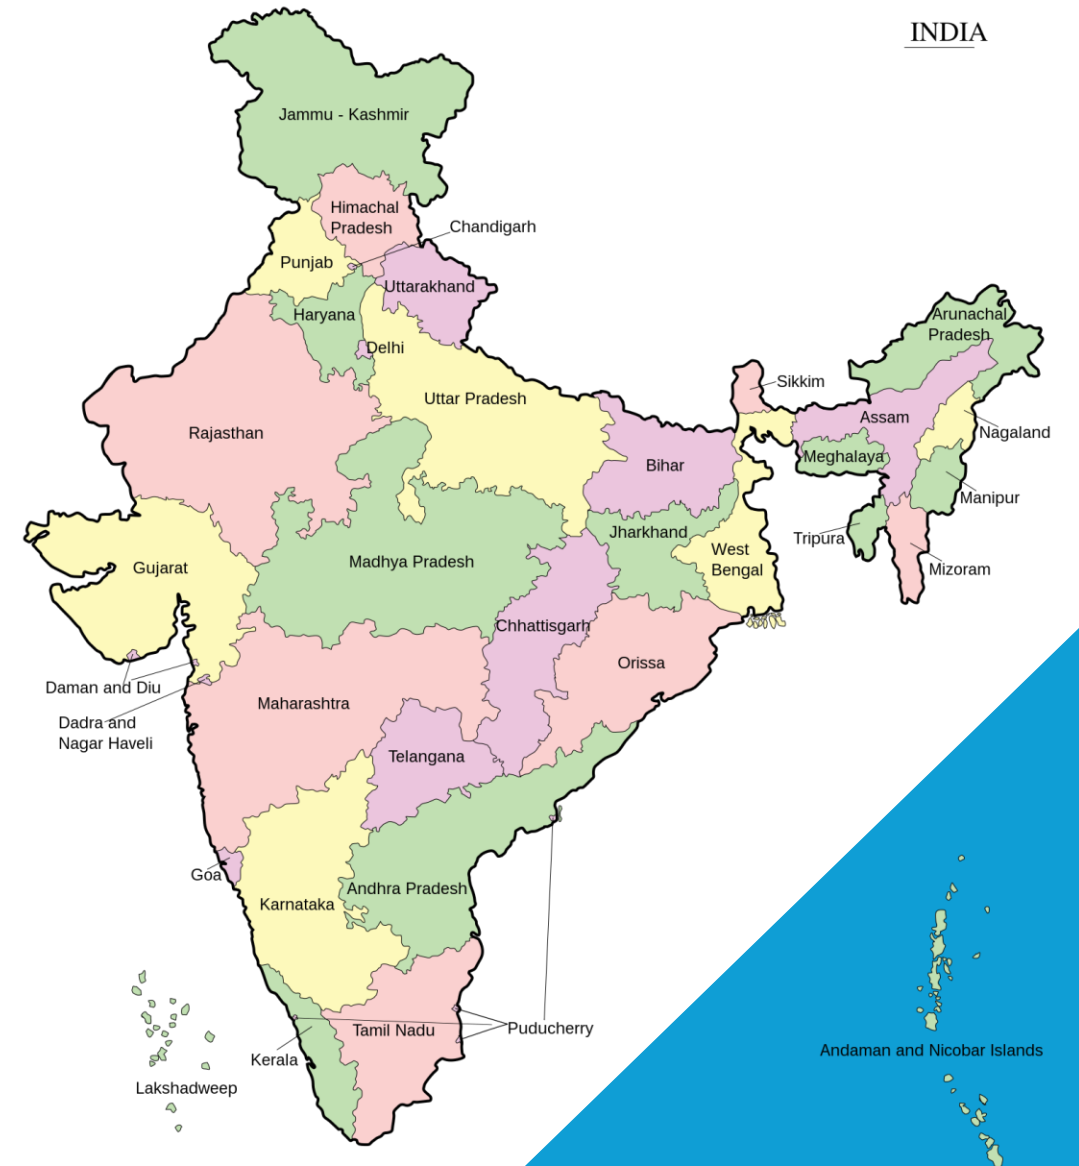 INDIA
Jammu - Kashmir
Himachal
Pradesh
Chandigarh
Punjab
Uttarakhand
Haryana
Delhi
Arunachal
Pradesh
Sikkim
Uttar Pradesh
Assam
Rajasthan
Nagaland
Meghalaya
Bihar
Manipur
Jharkhand
Tripura
West
Bengal
Madhya Pradesh
Gujarat
Mizoram
Chhattisgarh
Orissa
Daman and Diu
Maharashtra
Dadra and
Nagar Haveli
Telangana
Goa
Andhra Pradesh
Karnataka
Puducherry
Tamil Nadu
Andaman and Nicobar Islands
Kerala
Lakshadweep